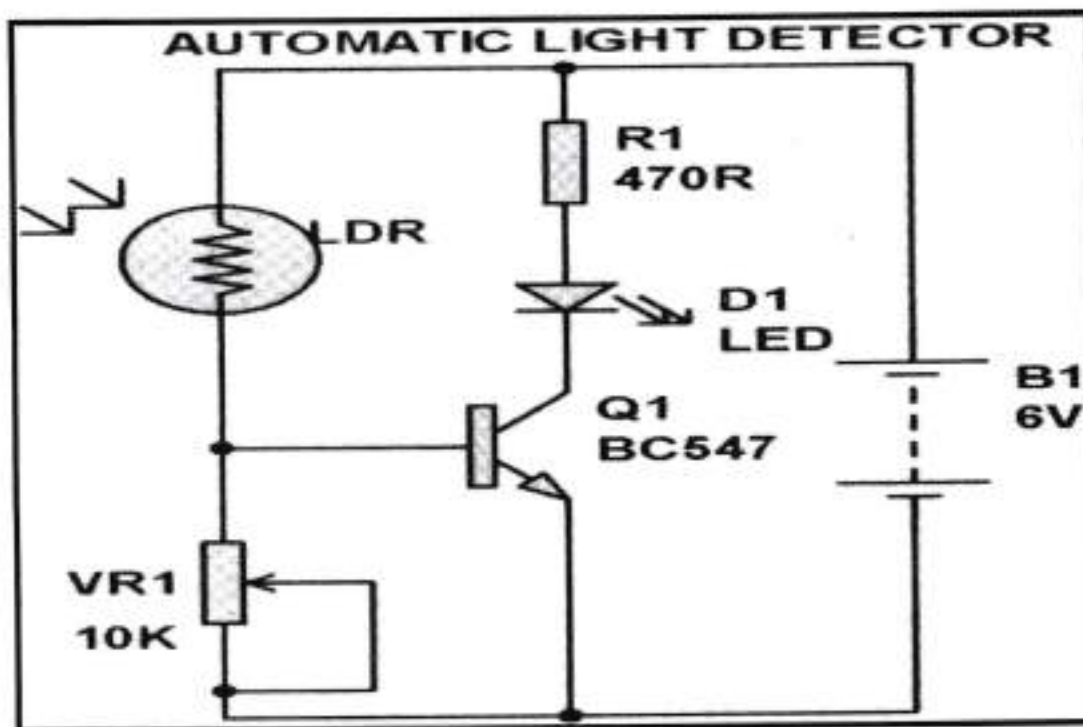 AUTOMATIC LIGHT DETECTOR
R1
470R
LDR
D1
LED
B1
6V
Q1
BC547
VR1
10K